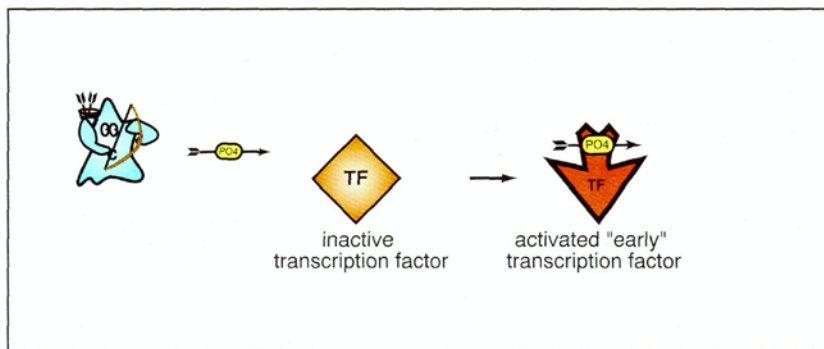 PO4
TF
PO4
TF
inactive
transcription factor
activated "early"
transcription factor